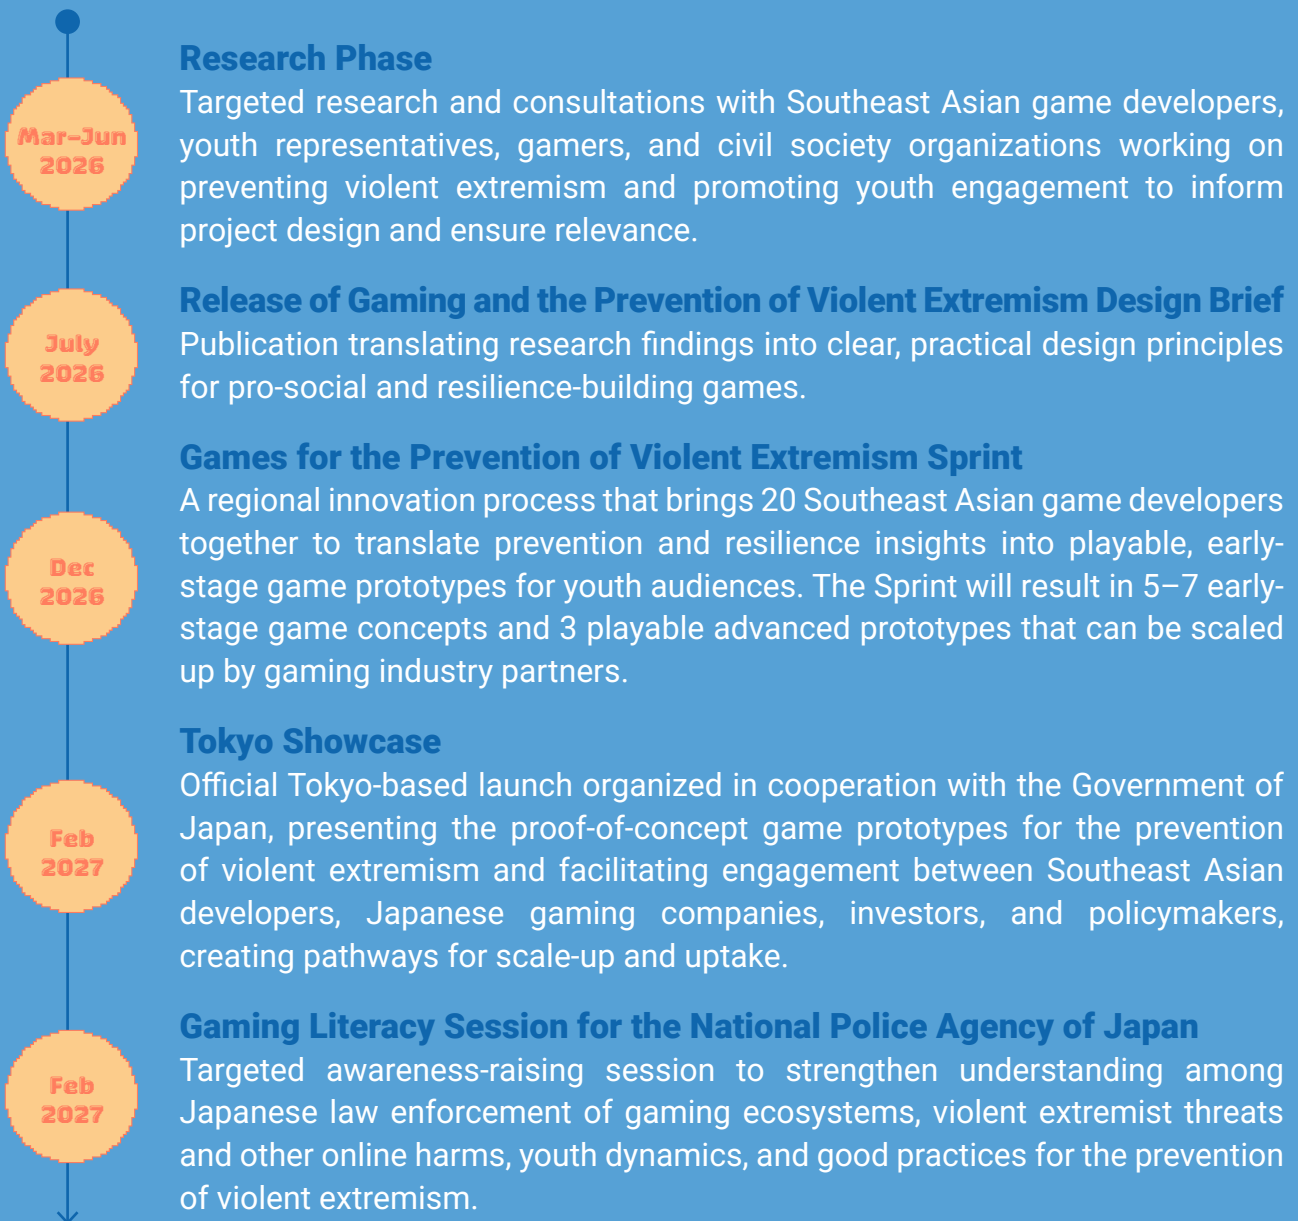 Research Phase
Mar–Jun
2026
Targeted research and consultations with Southeast Asian game developers,
youth representatives, gamers, and civil society organizations working on
preventing violent extremism and promoting youth engagement to inform
project design and ensure relevance.
Release of Gaming and the Prevention of Violent Extremism Design Brief
July
2026
Publication translating research findings into clear, practical design principles
for pro-social and resilience-building games.
Games for the Prevention of Violent Extremism Sprint
Dec
2026
A regional innovation process that brings 20 Southeast Asian game developers
together to translate prevention and resilience insights into playable, early-
stage game prototypes for youth audiences. The Sprint will result in 5–7 early-
stage game concepts and 3 playable advanced prototypes that can be scaled
up by gaming industry partners.
Tokyo Showcase
Feb
2027
Official Tokyo-based launch organized in cooperation with the Government of
Japan, presenting the proof-of-concept game prototypes for the prevention
of violent extremism and facilitating engagement between Southeast Asian
developers, Japanese gaming companies, investors, and policymakers,
creating pathways for scale-up and uptake.
Gaming Literacy Session for the National Police Agency of Japan
Feb
2027
Targeted awareness-raising session to strengthen understanding among
Japanese law enforcement of gaming ecosystems, violent extremist threats
and other online harms, youth dynamics, and good practices for the prevention
of violent extremism.